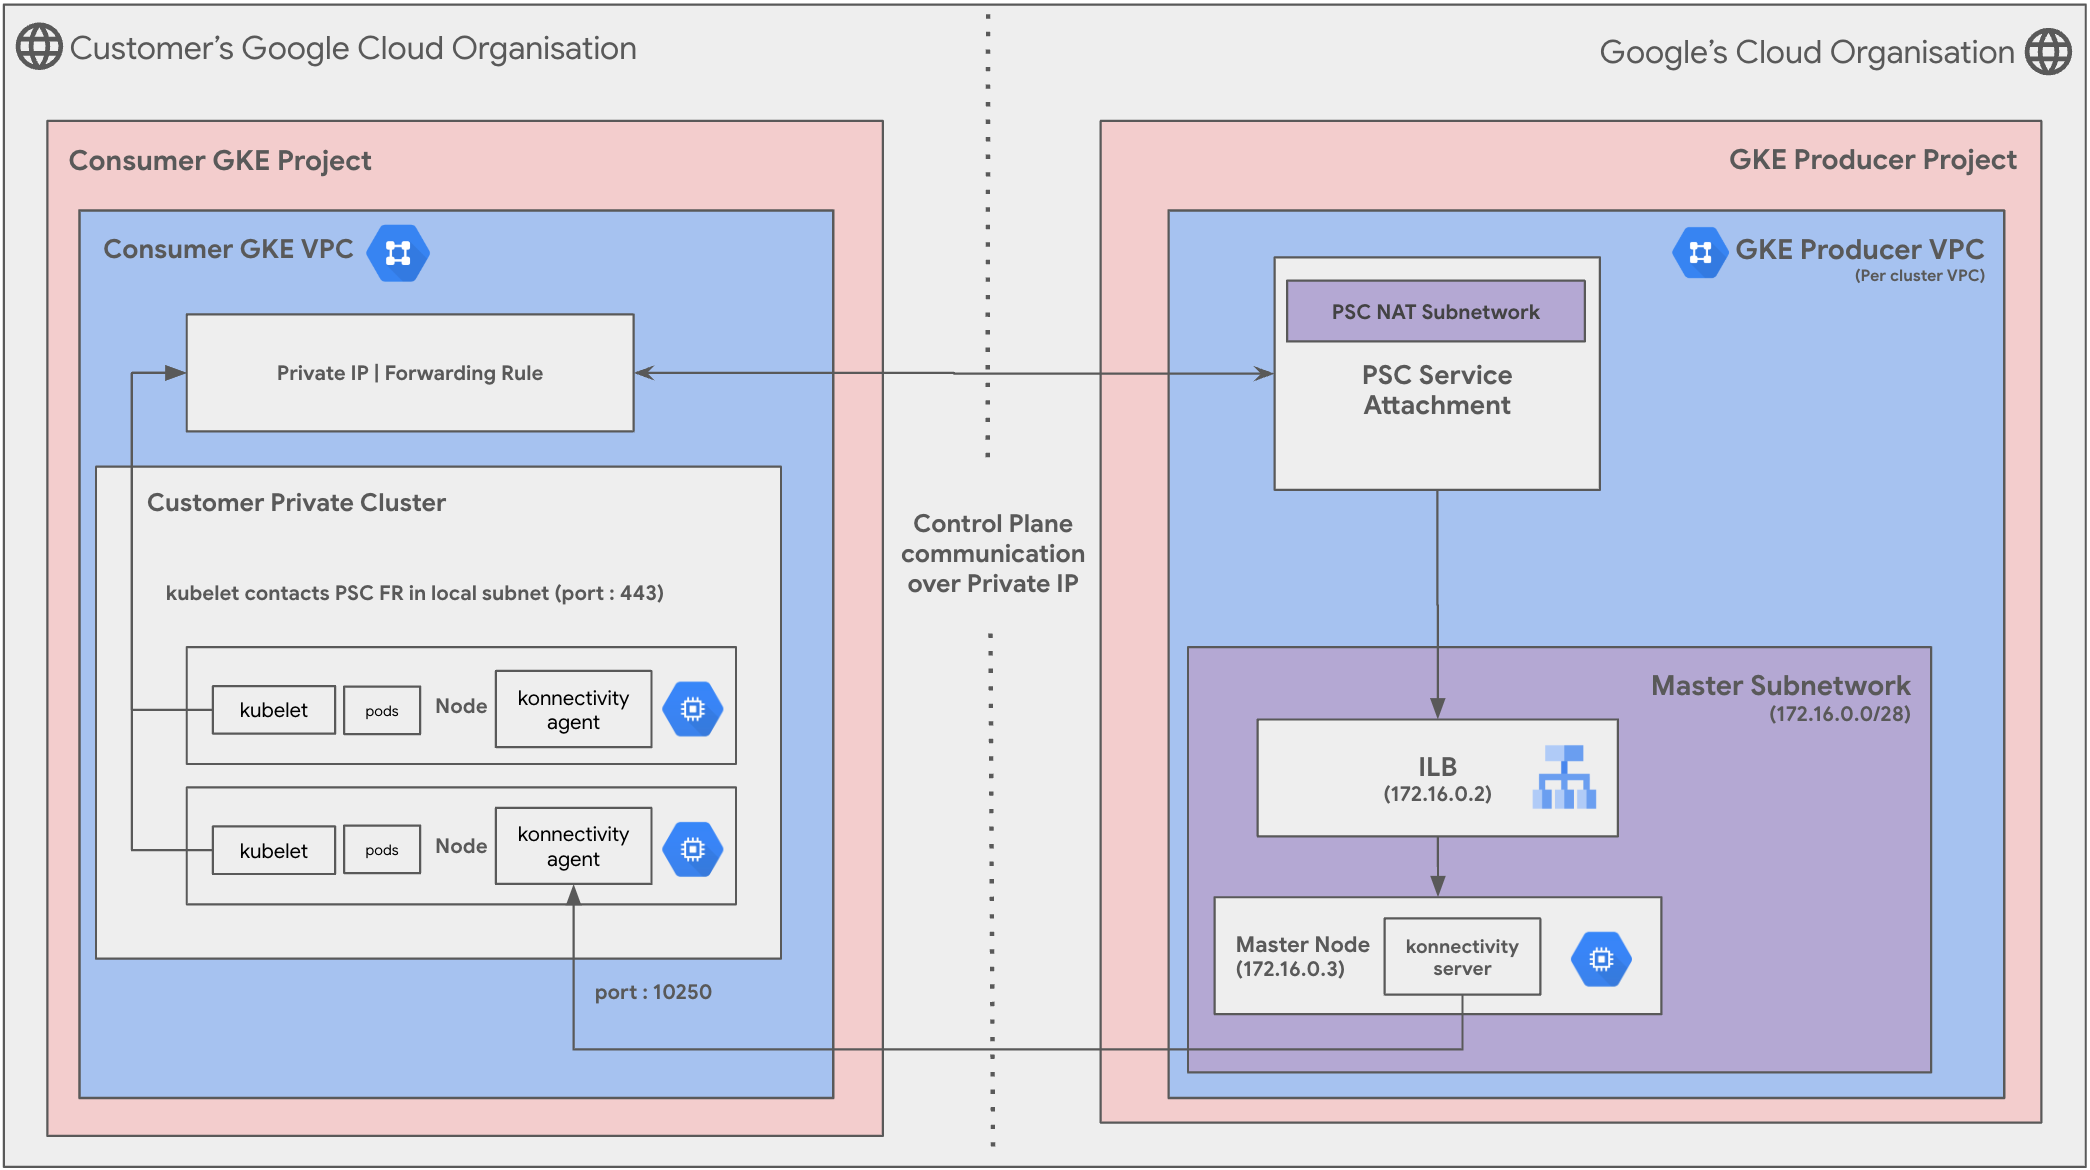 Customer's Google Cloud Organisation
Google's Cloud Organisation
Consumer GKE Project
Consumer GKE VPC
Private IP | Forwarding Rule
Customer Private Cluster
kubelet contacts PSC FR in local subnet (port : 443)
kubelet
pods
Node
konnectivity
agent
kubelet
pods
Node
konnectivity
agent
port : 10250
Control Plane
communication
over Private IP
GKE Producer Project
GKE Producer VPC
(Per cluster VPC)
PSC NAT Subnetwork
PSC Service
Attachment
Master Subnetwork
(172.16.0.0/28)
ILB
(172.16.0.2)
Master Node
(172.16.0.3)
konnectivity
server